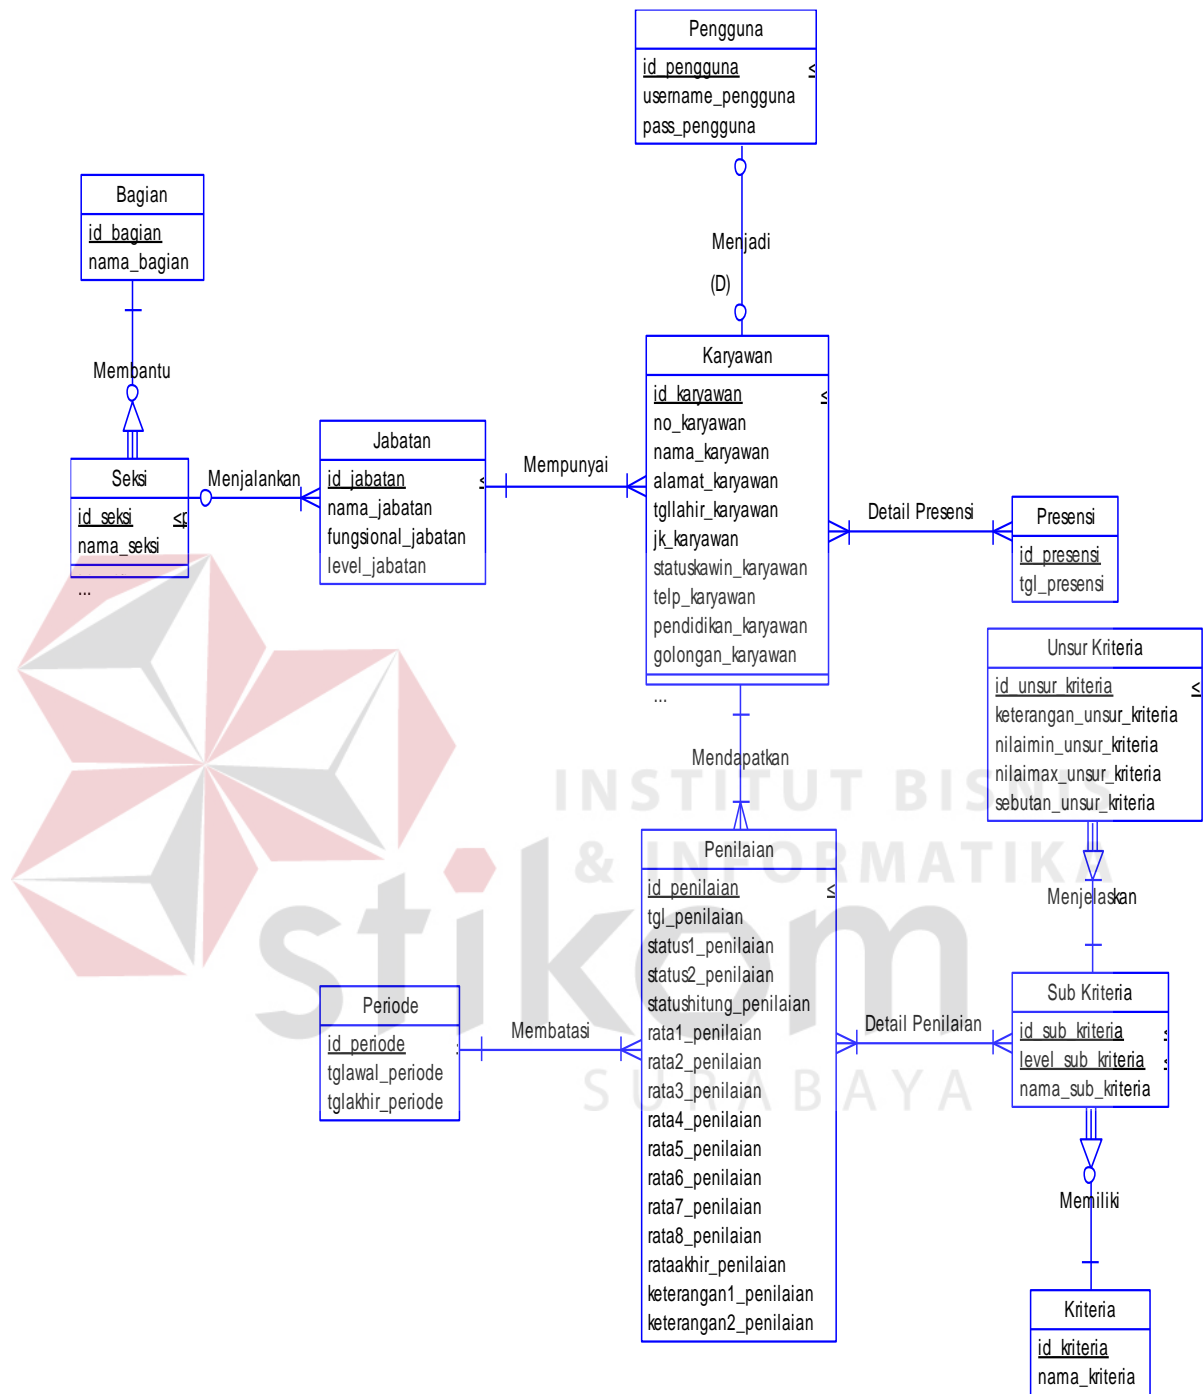 Pengguna
id_pengguna <
username_pengguna
pass_pengguna
Menjadi
(D)
Bagian
id_bagian
nama_bagian
Membantu
Seksi
id_seksi <p
nama_seksi
...
Menjalankan
Jabatan
id_jabatan <
nama_jabatan
fungsional_jabatan
level_jabatan
Mempunyai
Karyawan
id_karyawan <
no_karyawan
nama_karyawan
alamat_karyawan
tgllahir_karyawan
jk_karyawan
statuskawin_karyawan
telp_karyawan
pendidikan_karyawan
golongan_karyawan
...
Detail Presensi
Presensi
id_presensi
tgl_presensi
Unsur Kriteria
id_unsur_kriteria <
keterangan_unsur_kriteria
nilaimin_unsur_kriteria
nilaimax_unsur_kriteria
sebutan_unsur_kriteria
Menjelaskan
Mendapatkan
Penilaian
id_penilaian <
tgl_penilaian
status1_penilaian
status2_penilaian
statushitung_penilaian
rata1_penilaian
rata2_penilaian
rata3_penilaian
rata4_penilaian
rata5_penilaian
rata6_penilaian
rata7_penilaian
rata8_penilaian
rataakhir_penilaian
keterangan1_penilaian
keterangan2_penilaian
Periode
id_periode
tglawal_periode
tglakhir_periode
Membatasi
Detail Penilaian
Sub Kriteria
id_sub_kriteria <
level_sub_kriteria <
nama_sub_kriteria
Memiliki
Kriteria
id_kriteria
nama_kriteria
INSTITUT BISNIS
& INFORMATIKA
stikom
SURABAYA